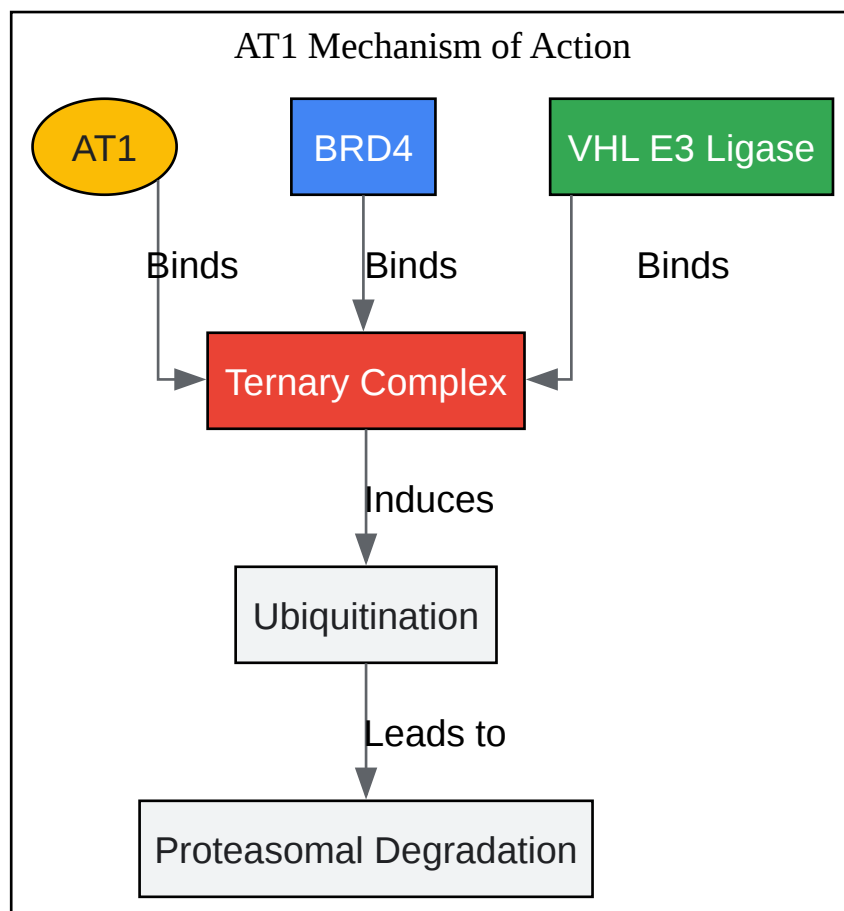 AT1 Mechanism of Action
AT1
BRD4
VHL E3 Ligase
Binds
Binds
Binds
Ternary Complex
Induces
Ubiquitination
Leads to
Proteasomal Degradation